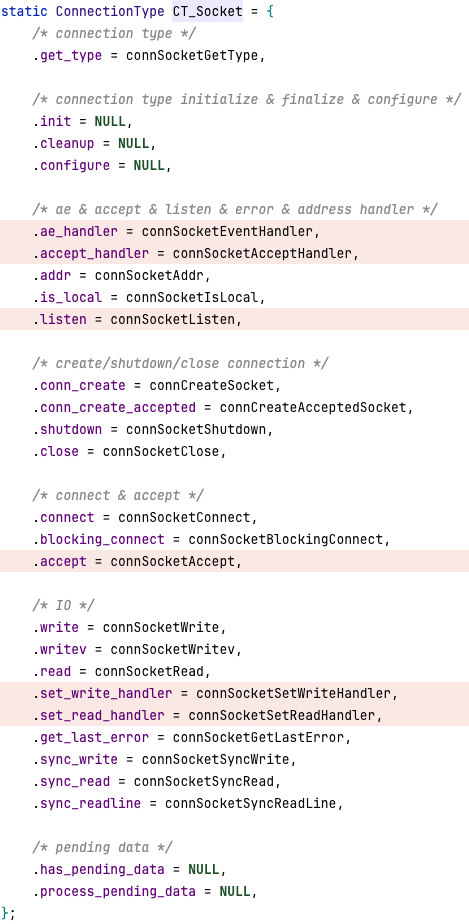 static ConnectionType CT_Socket = {
/* connection type */
.get_type = connSocketGetType,
/* connection type initialize & finalize & configure */
.init = NULL,
.cleanup = NULL,
.configure = NULL,
/* ae & accept & listen & error & address handler */
.ae_handler = connSocketEventHandler,
.accept_handler = connSocketAcceptHandler,
.addr = connSocketAddr,
.is_local = connSocketIsLocal,
.listen = connSocketListen,
/* create/shutdown/close connection */
.conn_create = connCreateSocket,
.conn_create_accepted = connCreateAcceptedSocket,
.shutdown = connSocketShutdown,
.close = connSocketClose,
/* connect & accept */
.connect = connSocketConnect,
.blocking_connect = connSocketBlockingConnect,
.accept = connSocketAccept,
/* IO */
.write = connSocketWrite,
.writev = connSocketWritev,
.read = connSocketRead,
.set_write_handler = connSocketSetWriteHandler,
.set_read_handler = connSocketSetReadHandler,
.get_last_error = connSocketGetLastError,
.sync_write = connSocketSyncWrite,
.sync_read = connSocketSyncRead,
.sync_readline = connSocketSyncReadLine,
/* pending data */
.has_pending_data = NULL,
.process_pending_data = NULL,
};